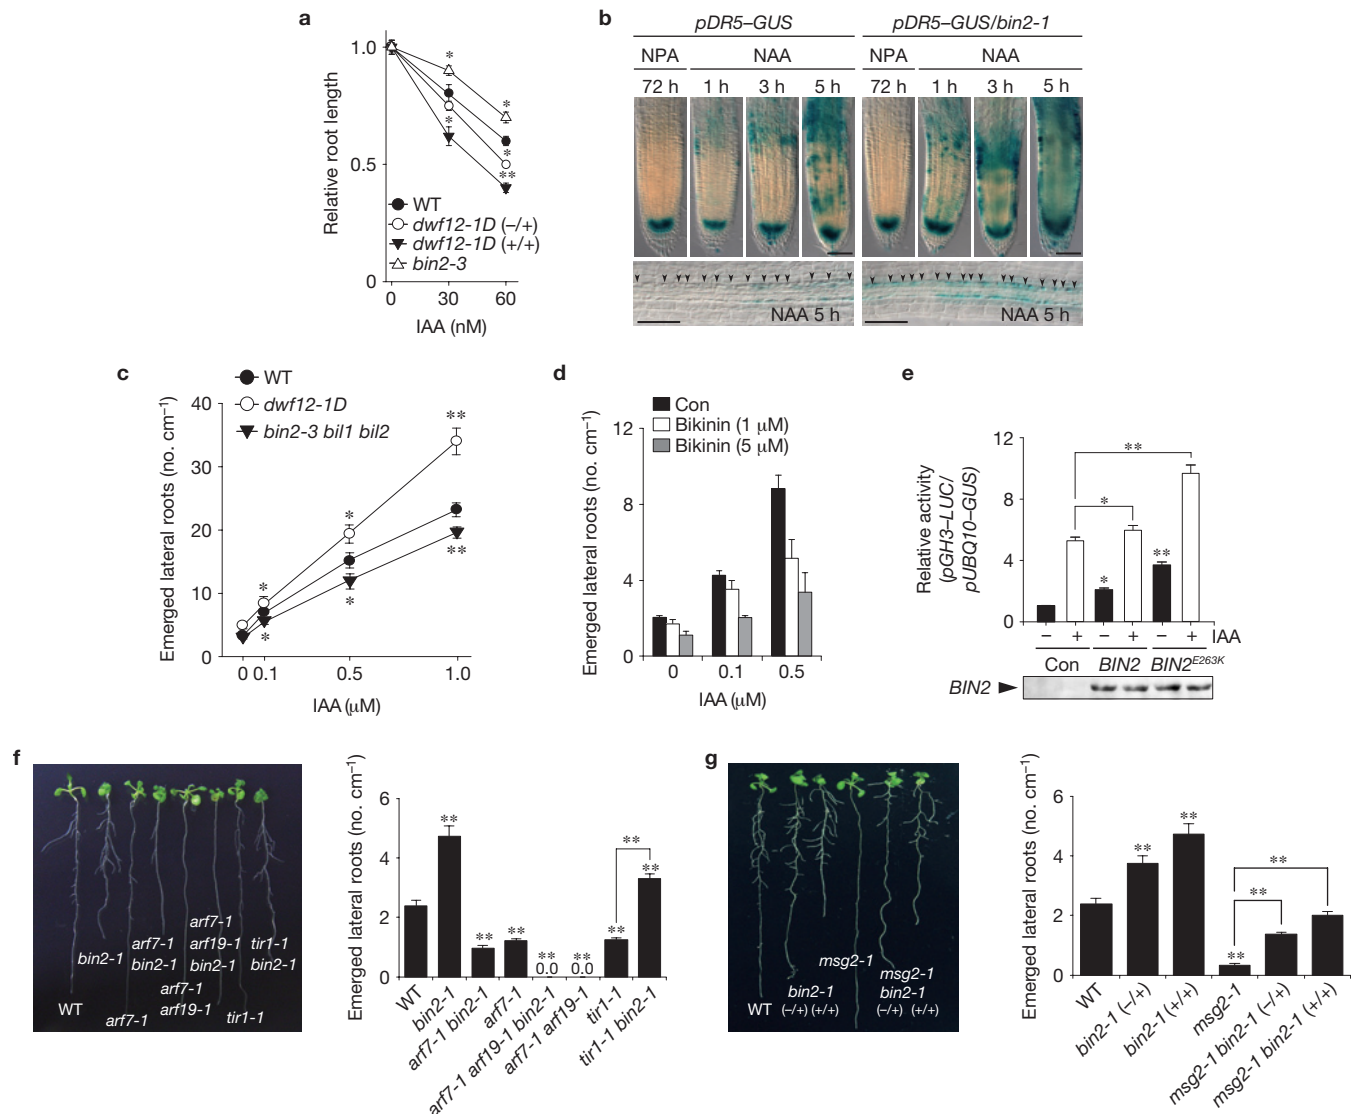 a
1.0
0.5
0
Relative root length
*
*
*
*
**
WT
dwf12-1D (–/+)
dwf12-1D (+/+)
bin2-3
0 30 60
IAA (nM)
b
pDR5–GUS pDR5–GUS/bin2-1
NPA NAA NPA NAA
72 h 1 h 3 h 5 h 72 h 1 h 3 h 5 h
NAA 5 h NAA 5 h
c
WT
dwf12-1D
bin2-3 bil1 bil2
Emerged lateral roots (no. cm–1)
40
30
20
10
0
* * **
* * **
0 0.1 0.5 1.0
IAA (μM)
d
Con
Bikinin (1 μM)
Bikinin (5 μM)
Emerged lateral roots (no. cm–1)
12
8
4
0
0 0.1 0.5
IAA (μM)
e
Relative activity
(pGH3–LUC/
pUBQ10–GUS)
12
8
4
0
**
*
* **
– + – + – + IAA
Con BIN2 BIN2E263K
BIN2
f
WT
bin2-1
arf7-1
arf7-1
bin2-1
arf7-1
arf19-1
arf7-1
arf19-1
bin2-1
tir1-1
tir1-1
bin2-1
Emerged lateral roots (no. cm–1)
6
4
2
0
** ** ** ** ** ** ** **
0.0 0.0
WT
bin2-1
arf7-1 bin2-1
arf7-1
arf7-1 arf19-1 bin2-1
arf7-1 arf19-1
tir1-1
tir1-1 bin2-1
g
WT
bin2-1
(–/+) (+/+)
msg2-1
msg2-1
bin2-1
(–/+) (+/+)
Emerged lateral roots (no. cm–1)
6
4
2
0
** ** ** ** **
WT
bin2-1 (–/+)
bin2-1 (+/+)
msg2-1
msg2-1 bin2-1 (–/+)
msg2-1 bin2-1 (+/+)